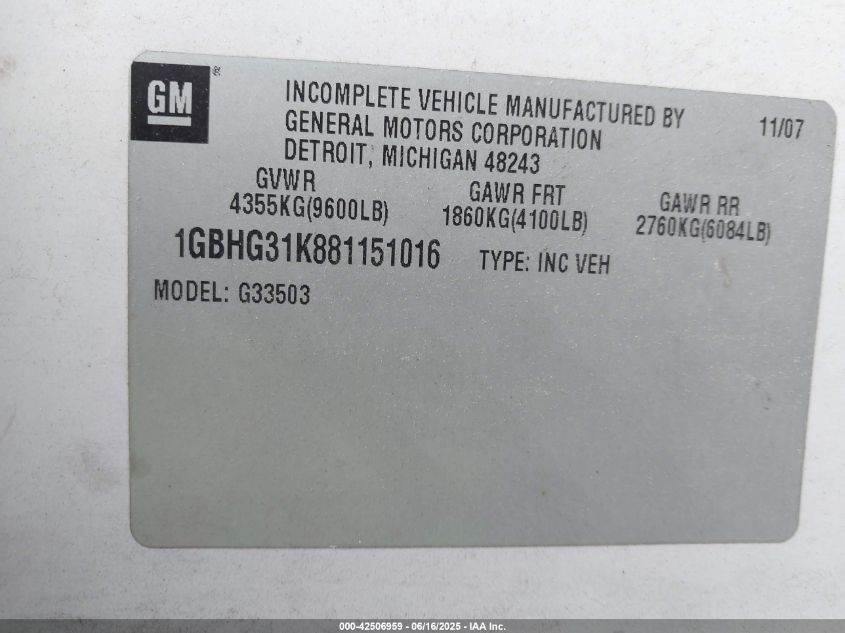 GM ®
INCOMPLETE VEHICLE MANUFACTURED BY
GENERAL MOTORS CORPORATION
DETROIT, MICHIGAN 48243
11/07
GVWR
4355KG(9600LB)
GAWR FRT
1860KG(4100LB)
GAWR RR
2760KG(6084LB)
1GBHG31K881151016 TYPE: INC VEH
MODEL: G33503
000-42506959 - 06/16/2025 - IAA Inc.